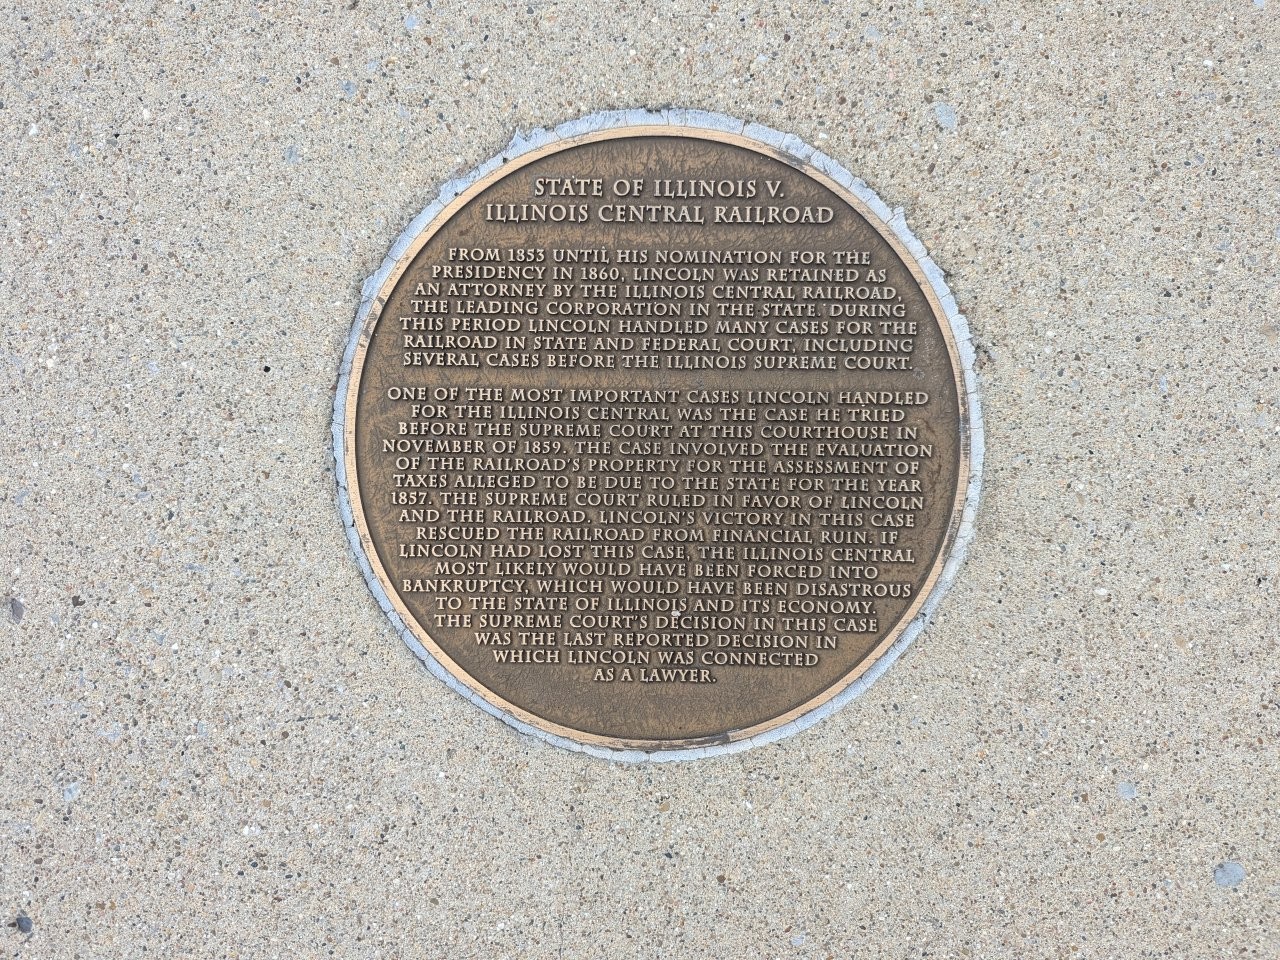 STATE OF ILLINOIS V.
ILLINOIS CENTRAL RAILROAD
FROM 1853 UNTIL HIS NOMINATION FOR THE
PRESIDENCY IN 1860, LINCOLN WAS RETAINED AS
AN ATTORNEY BY THE ILLINOIS CENTRAL RAILROAD,
THE LEADING CORPORATION IN THE STATE. DURING
THIS PERIOD LINCOLN HANDLED MANY CASES FOR THE
RAILROAD IN STATE AND FEDERAL COURT, INCLUDING
SEVERAL CASES BEFORE THE ILLINOIS SUPREME COURT.
ONE OF THE MOST IMPORTANT CASES LINCOLN HANDLED
FOR THE ILLINOIS CENTRAL WAS THE CASE HE TRIED
BEFORE THE SUPREME COURT AT THIS COURTHOUSE IN
NOVEMBER OF 1859. THE CASE INVOLVED THE EVALUATION
OF THE RAILROAD'S PROPERTY FOR THE ASSESSMENT OF
TAXES ALLEGED TO BE DUE TO THE STATE FOR THE YEAR
1857. THE SUPREME COURT RULED IN FAVOR OF LINCOLN
AND THE RAILROAD. LINCOLN'S VICTORY IN THIS CASE
RESCUED THE RAILROAD FROM FINANCIAL RUIN. IF
LINCOLN HAD LOST THIS CASE, THE ILLINOIS CENTRAL
MOST LIKELY WOULD HAVE BEEN FORCED INTO
BANKRUPTCY, WHICH WOULD HAVE BEEN DISASTROUS
TO THE STATE OF ILLINOIS AND ITS ECONOMY.
THE SUPREME COURT'S DECISION IN THIS CASE
WAS THE LAST REPORTED DECISION IN
WHICH LINCOLN WAS CONNECTED
AS A LAWYER.